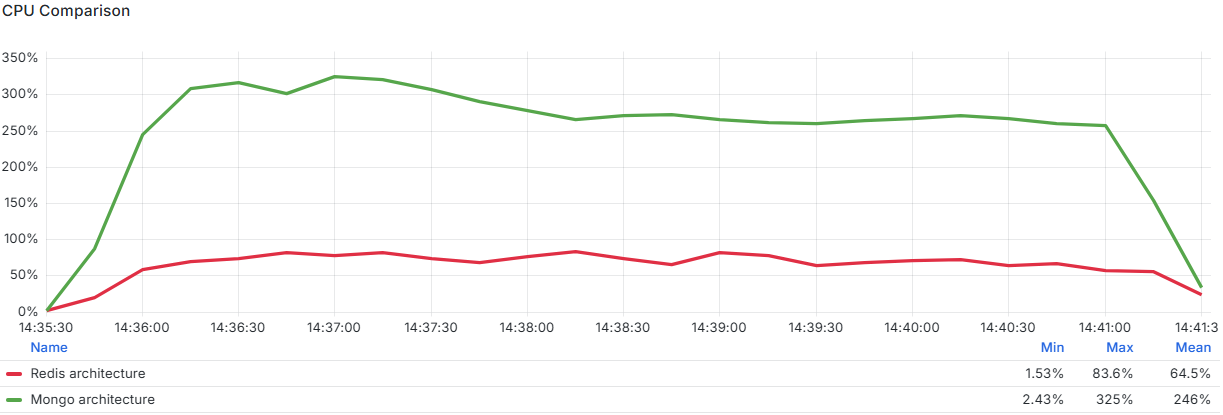 CPU Comparison
350%
300%
250%
200%
150%
100%
50%
0%
14:35:30 14:36:00 14:36:30 14:37:00 14:37:30 14:38:00 14:38:30 14:39:00 14:39:30 14:40:00 14:40:30 14:41:00 14:41:3
Name Min Max Mean
Redis architecture 1.53% 83.6% 64.5%
Mongo architecture 2.43% 325% 246%